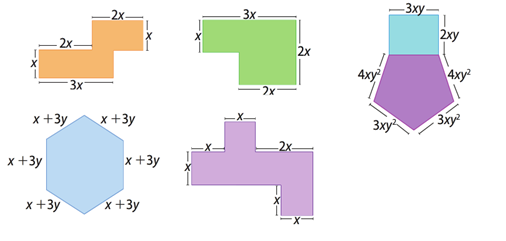 2x
2x
x
x
3x
3x
x
2x
2x
3xy
2xy
4xy²
4xy²
3xy²
3xy²
x + 3y
x + 3y
x + 3y
x + 3y
x + 3y
x + 3y
x
x
2x
x
x
x